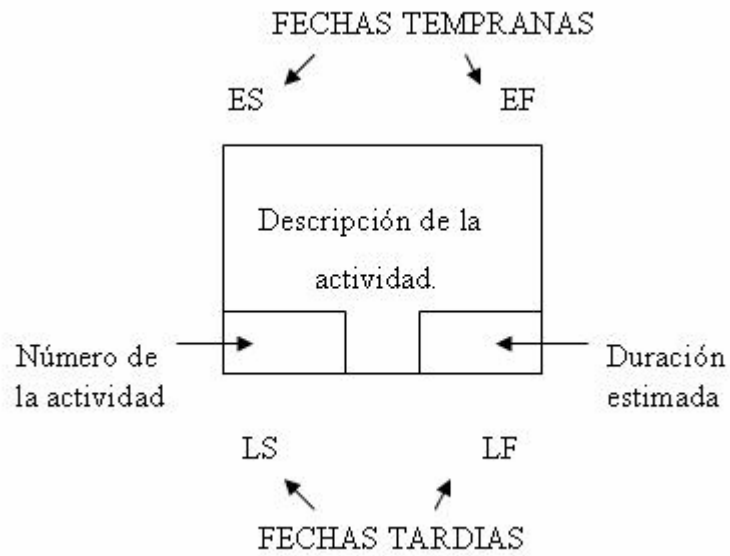 FECHAS TEMPRANAS
ES EF
Descripción de la
actividad.
Número de
la actividad
Duración
estimada
LS LF
FECHAS TARDIAS